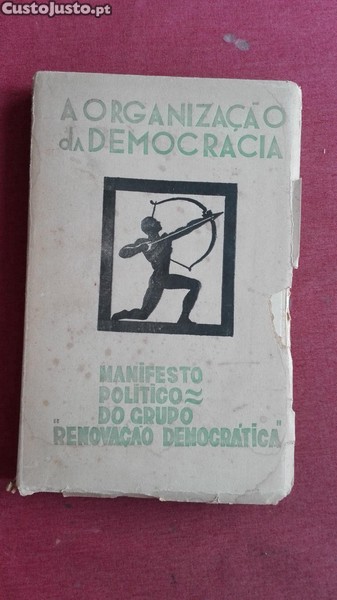 CustoJusto.pt
A ORGANIZAÇÃO
da DEMOCRACIA
MANIFESTO
POLITICO
DO GRUPO
"RENOVAÇÃO DEMOCRÁTICA"